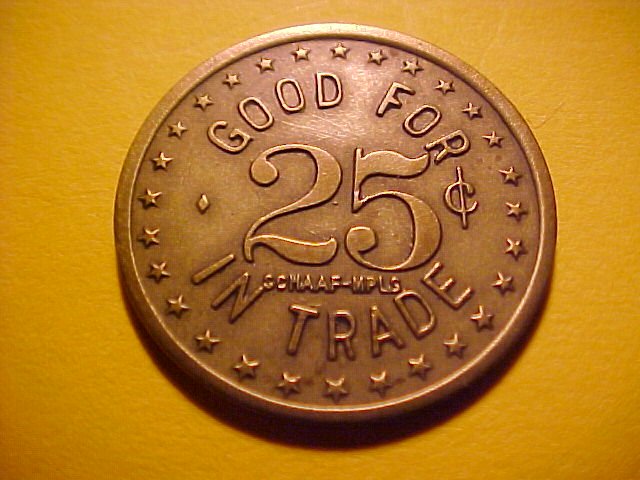 GOOD FOR
25¢
SCHAAF-MPLS
IN TRADE